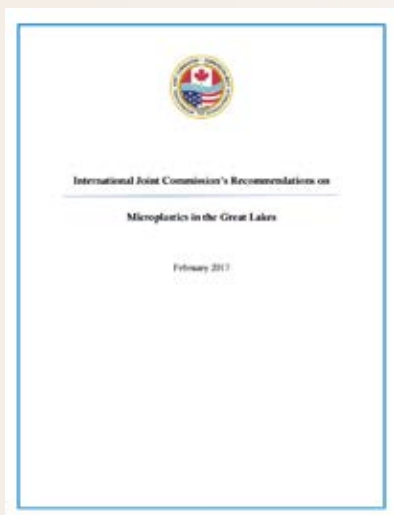 International Joint Commission's Recommendations on
Microplastics in the Great Lakes
February 2017